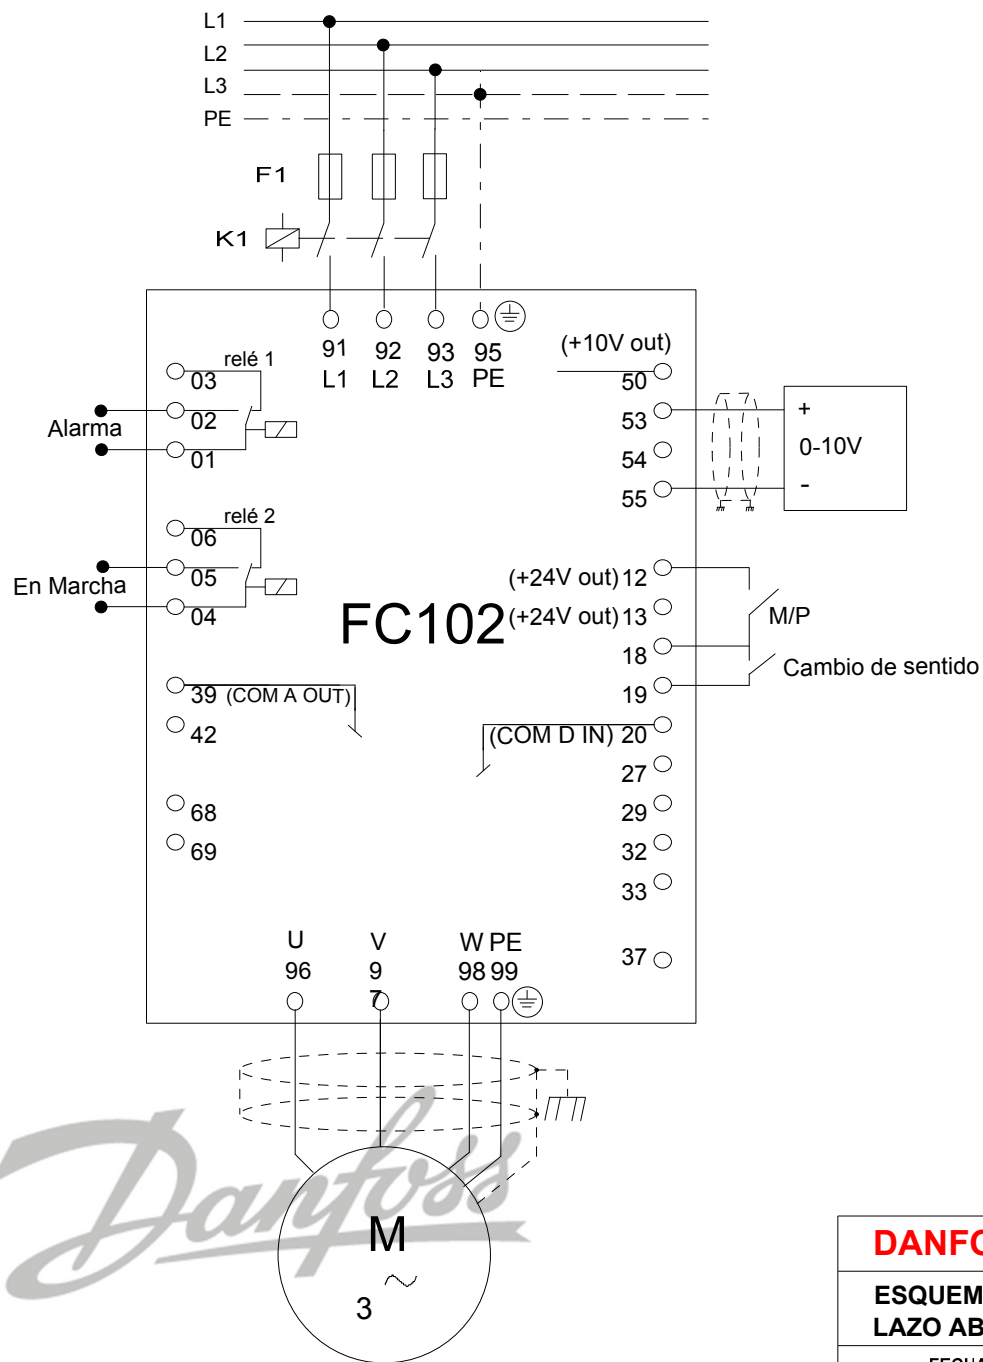 L1
L2
L3
PE
F1
K1
91 92 93 95
L1 L2 L3 PE
(+10V out)
50
relé 1
03
02
01
Alarma
53
54
55
+
0-10V
-
relé 2
06
05
04
En Marcha
FC102
(+24V out) 12
(+24V out) 13
18
19
M/P
Cambio de sentido
39 (COM A OUT)
42
(COM D IN) 20
27
29
32
33
37
68
69
U V W PE
96 97 98 99
Danfoss
M
3 ~
ESQUEM
LAZO AB